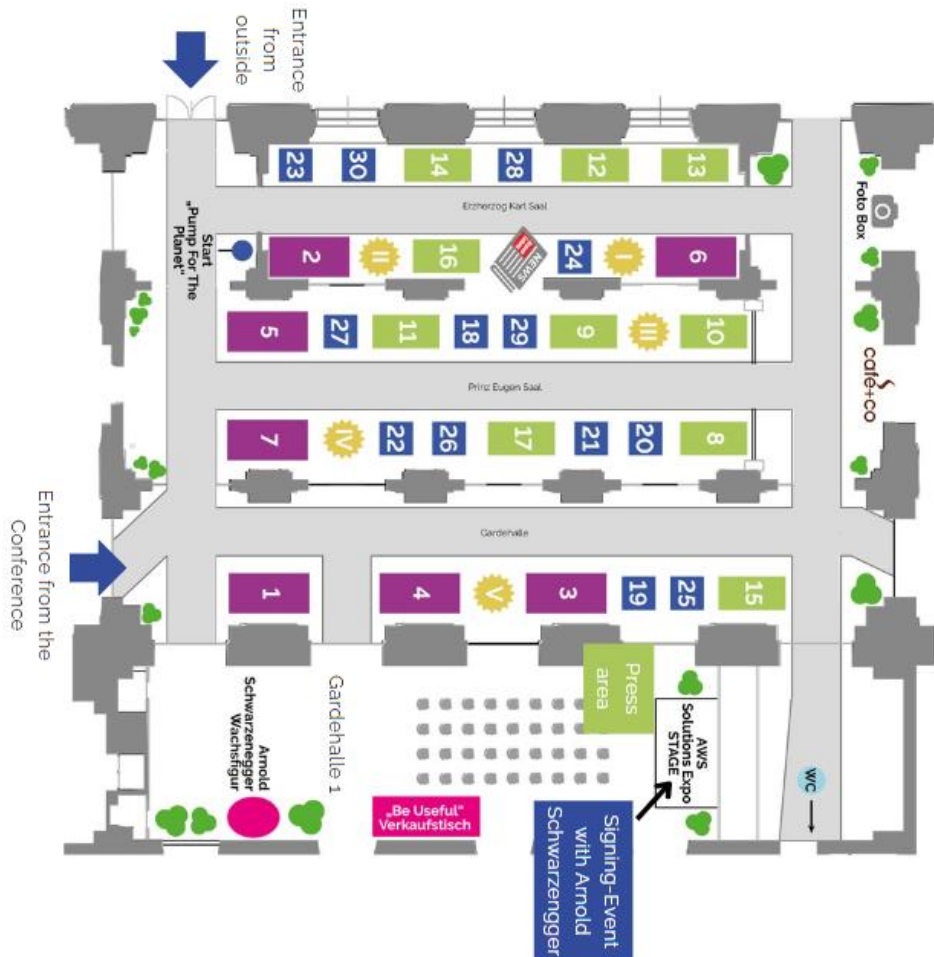 Entrance
from
outside
23
30
14
28
12
13
Erzherzog Karl Saal
Foto Box
Start
„Pump For The
Planet"
2
II
16
NEWS
24
I
6
5
27
11
18
29
9
III
10
café+co
Prinz Eugen Saal
7
IV
22
26
17
21
20
8
Entrance from the
Conference
Gardehalle
1
4
V
3
19
25
15
Arnold
Schwarzenegger
Wachsfigur
Gardehalle 1
Press
area
AWS
Solutions Expo
STAGE
WC
„Be Useful"
Verkaufstisch
Signing-Event
with Arnold
Schwarzengger